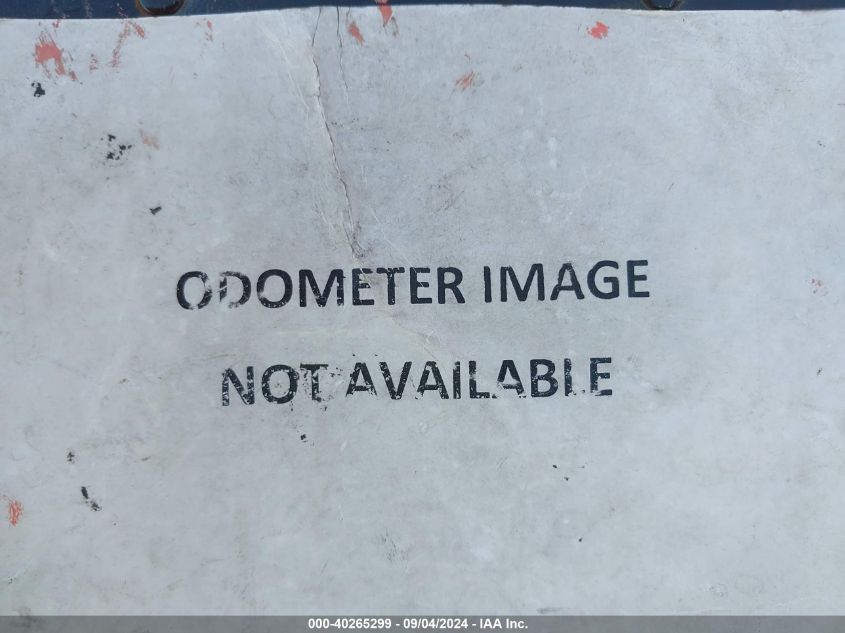 ODOMETER IMAGE
NOT AVAILABLE
000-40265299 - 09/04/2024 - IAA Inc.